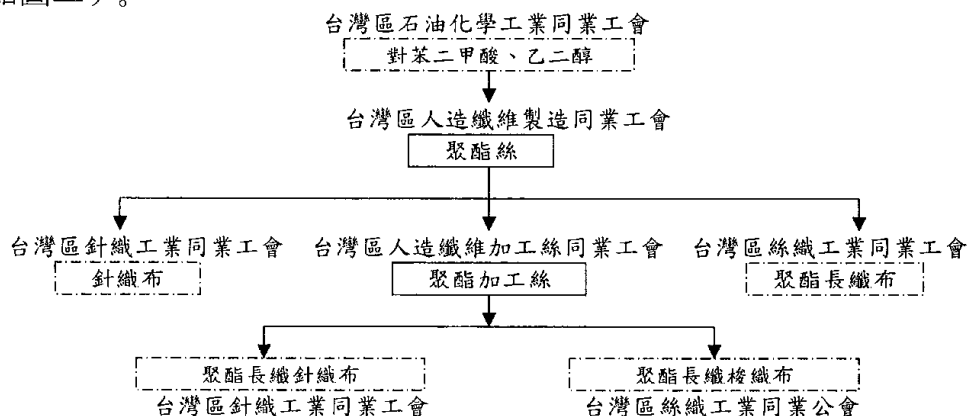 台灣區石油化學工業同業工會
對苯二甲酸、乙二醇
台灣區人造纖維製造同業工會
聚酯絲
台灣區針織工業同業工會 台灣區人造纖維加工絲同業工會 台灣區絲織工業同業工會
針織布 聚酯加工絲 聚酯長纖布
聚酯長纖針織布 聚酯長纖梭織布
台灣區針織工業同業工會 台灣區絲織工業同業公會